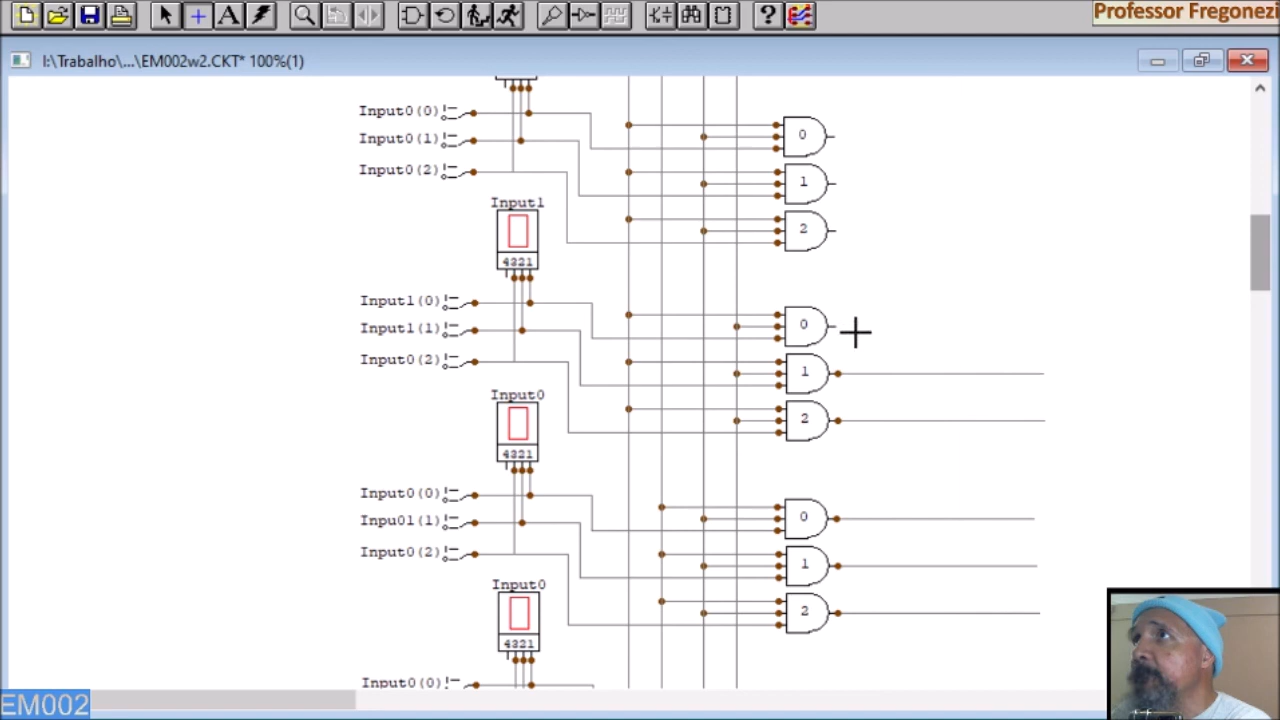 Professor Fregonezi
I:\Trabalho\...\EM002w2.CKT* 100%(1)
Input0(0)
Input0(1)
Input0(2)
0
1
2
Input1
4321
Input1(0)
Input1(1)
Input0(2)
0
1
2
Input0
4321
Input0(0)
Inpu01(1)
Input0(2)
0
1
2
Input0
4321
Input0(0)
EM002